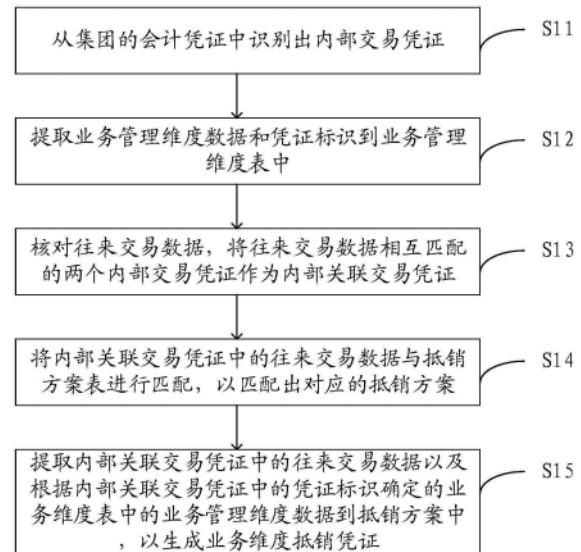 从集团的会计凭证中识别出内部交易凭证
S11
提取业务管理维度数据和凭证标识到业务管理
维度表中
S12
核对往来交易数据，将往来交易数据相互匹配
的两个内部交易凭证作为内部关联交易凭证
S13
将内部关联交易凭证中的往来交易数据与抵销
方案表进行匹配，以匹配出对应的抵销方案
S14
提取内部关联交易凭证中的往来交易数据以及
根据内部关联交易凭证中的凭证标识确定的业
务维度表中的业务管理维度数据到抵销方案中
，以生成业务维度抵销凭证
S15